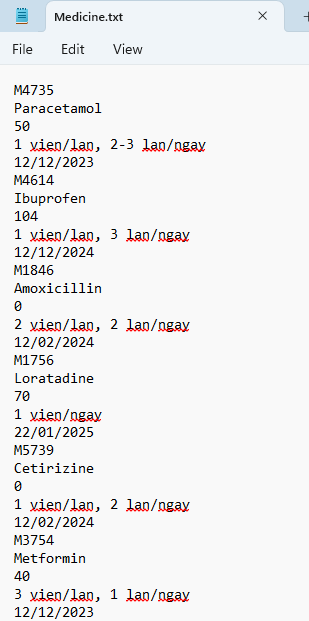 Medicine.txt
File Edit View
M4735
Paracetamol
50
1 vien/lan, 2-3 lan/ngay
12/12/2023
M4614
Ibuprofen
104
1 vien/lan, 3 lan/ngay
12/12/2024
M1846
Amoxicillin
0
2 vien/lan, 2 lan/ngay
12/02/2024
M1756
Loratadine
70
1 vien/ngay
22/01/2025
M5739
Cetirizine
0
1 vien/lan, 2 lan/ngay
12/02/2024
M3754
Metformin
40
3 vien/lan, 1 lan/ngay
12/12/2023